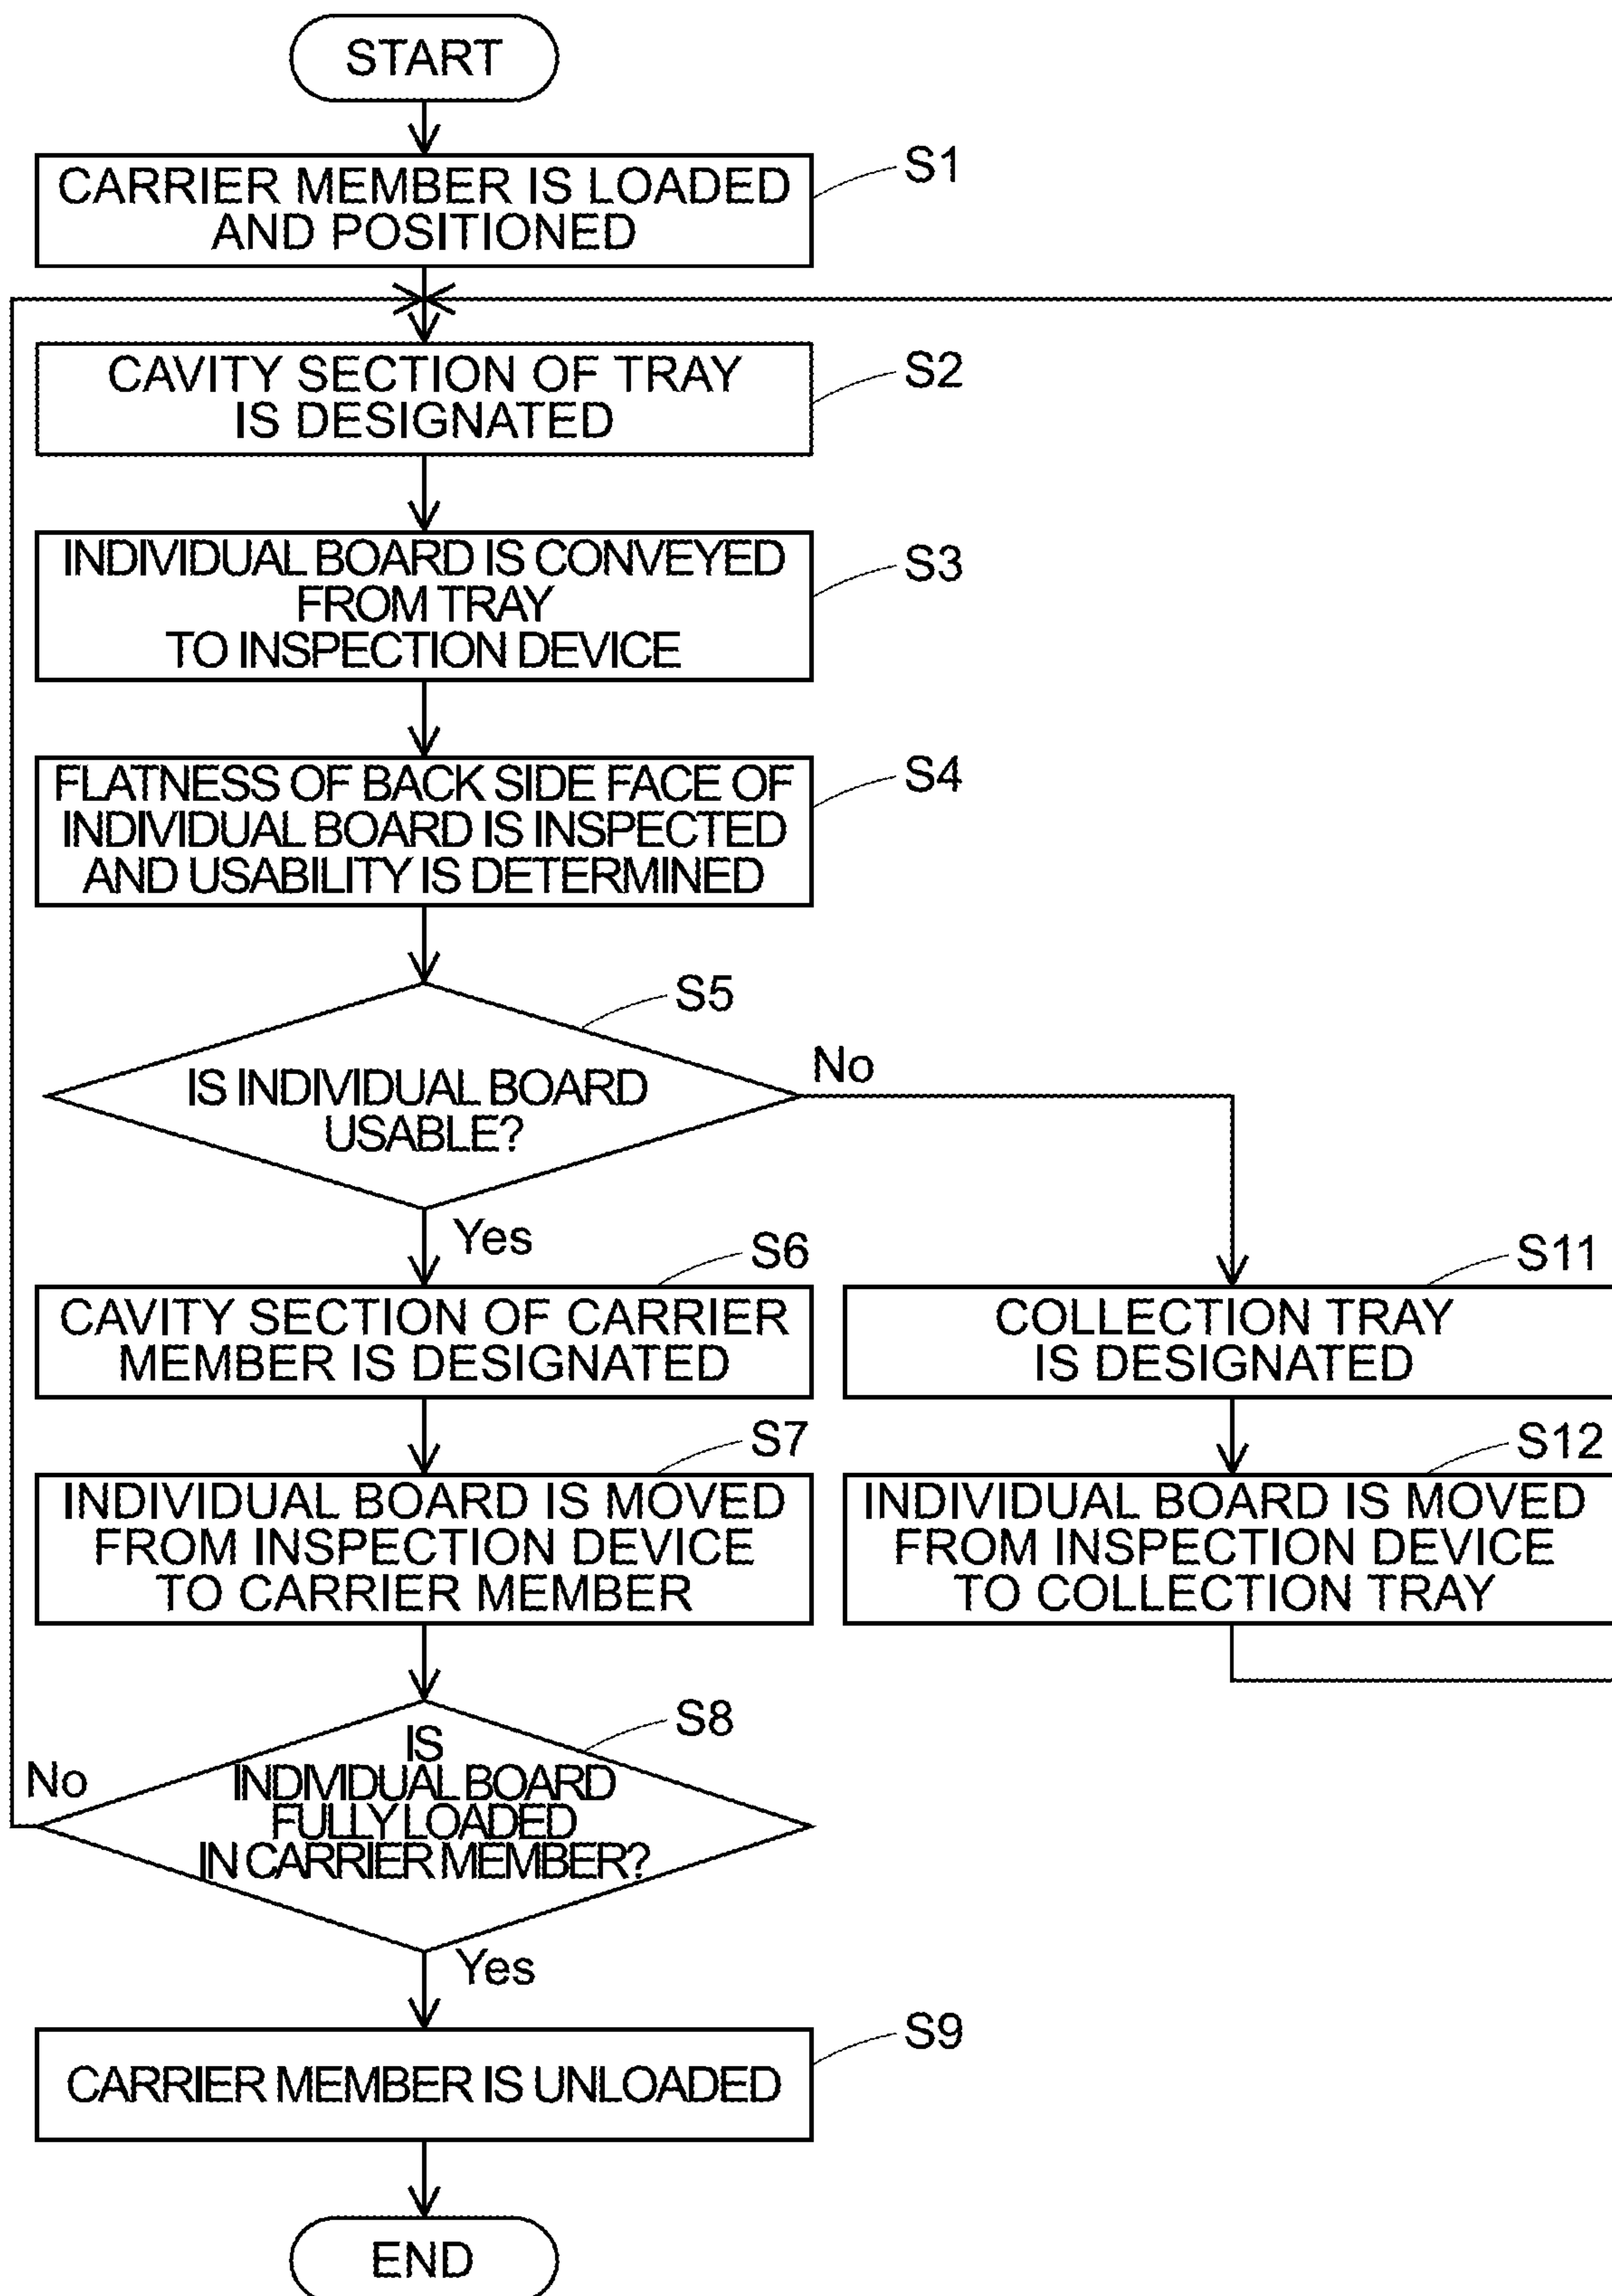 START
CARRIER MEMBER IS LOADED
AND POSITIONED
S1
CAVITY SECTION OF TRAY
IS DESIGNATED
S2
INDIVIDUAL BOARD IS CONVEYED
FROM TRAY
TO INSPECTION DEVICE
S3
FLATNESS OF BACK SIDE FACE OF
INDIVIDUAL BOARD IS INSPECTED
AND USABILITY IS DETERMINED
S4
S5
IS INDIVIDUAL BOARD
USABLE?
No
Yes
S6
CAVITY SECTION OF CARRIER
MEMBER IS DESIGNATED
S11
COLLECTION TRAY
IS DESIGNATED
S7
INDIVIDUAL BOARD IS MOVED
FROM INSPECTION DEVICE
TO CARRIER MEMBER
S12
INDIVIDUAL BOARD IS MOVED
FROM INSPECTION DEVICE
TO COLLECTION TRAY
S8
IS
INDIVIDUAL BOARD
FULLY LOADED
IN CARRIER MEMBER?
No
Yes
S9
CARRIER MEMBER IS UNLOADED
END